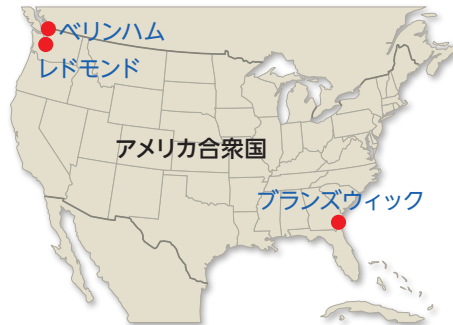 ベリンハム
レドモンド
アメリカ合衆国
ブランズウィック